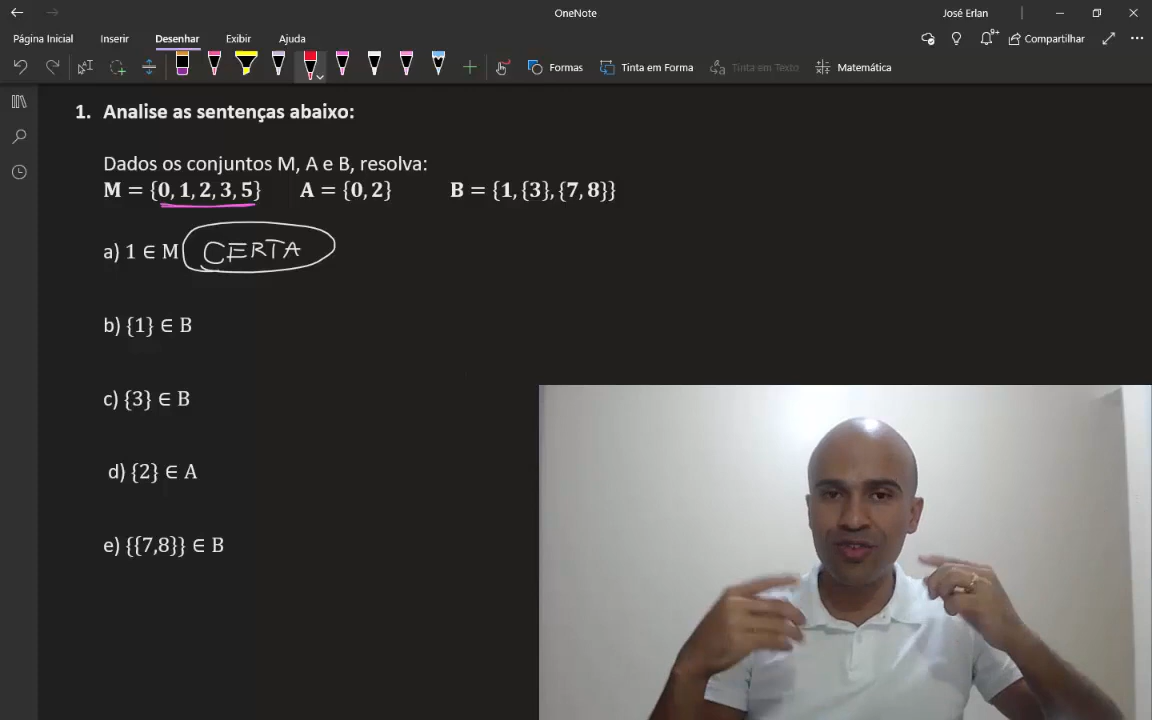 OneNote
José Erlan
Página Inicial Inserir Desenhar Exibir Ajuda
9+ Compartilhar
Formas Tinta em Forma Tinta em Texto Matemática
1. Analise as sentenças abaixo:
Dados os conjuntos M, A e B, resolva:
M = {0, 1, 2, 3, 5} A = {0, 2} B = {1, {3}, {7, 8}}
a) 1 ∈ M CERTA
b) {1} ∈ B
c) {3} ∈ B
d) {2} ∈ A
e) {{7,8}} ∈ B